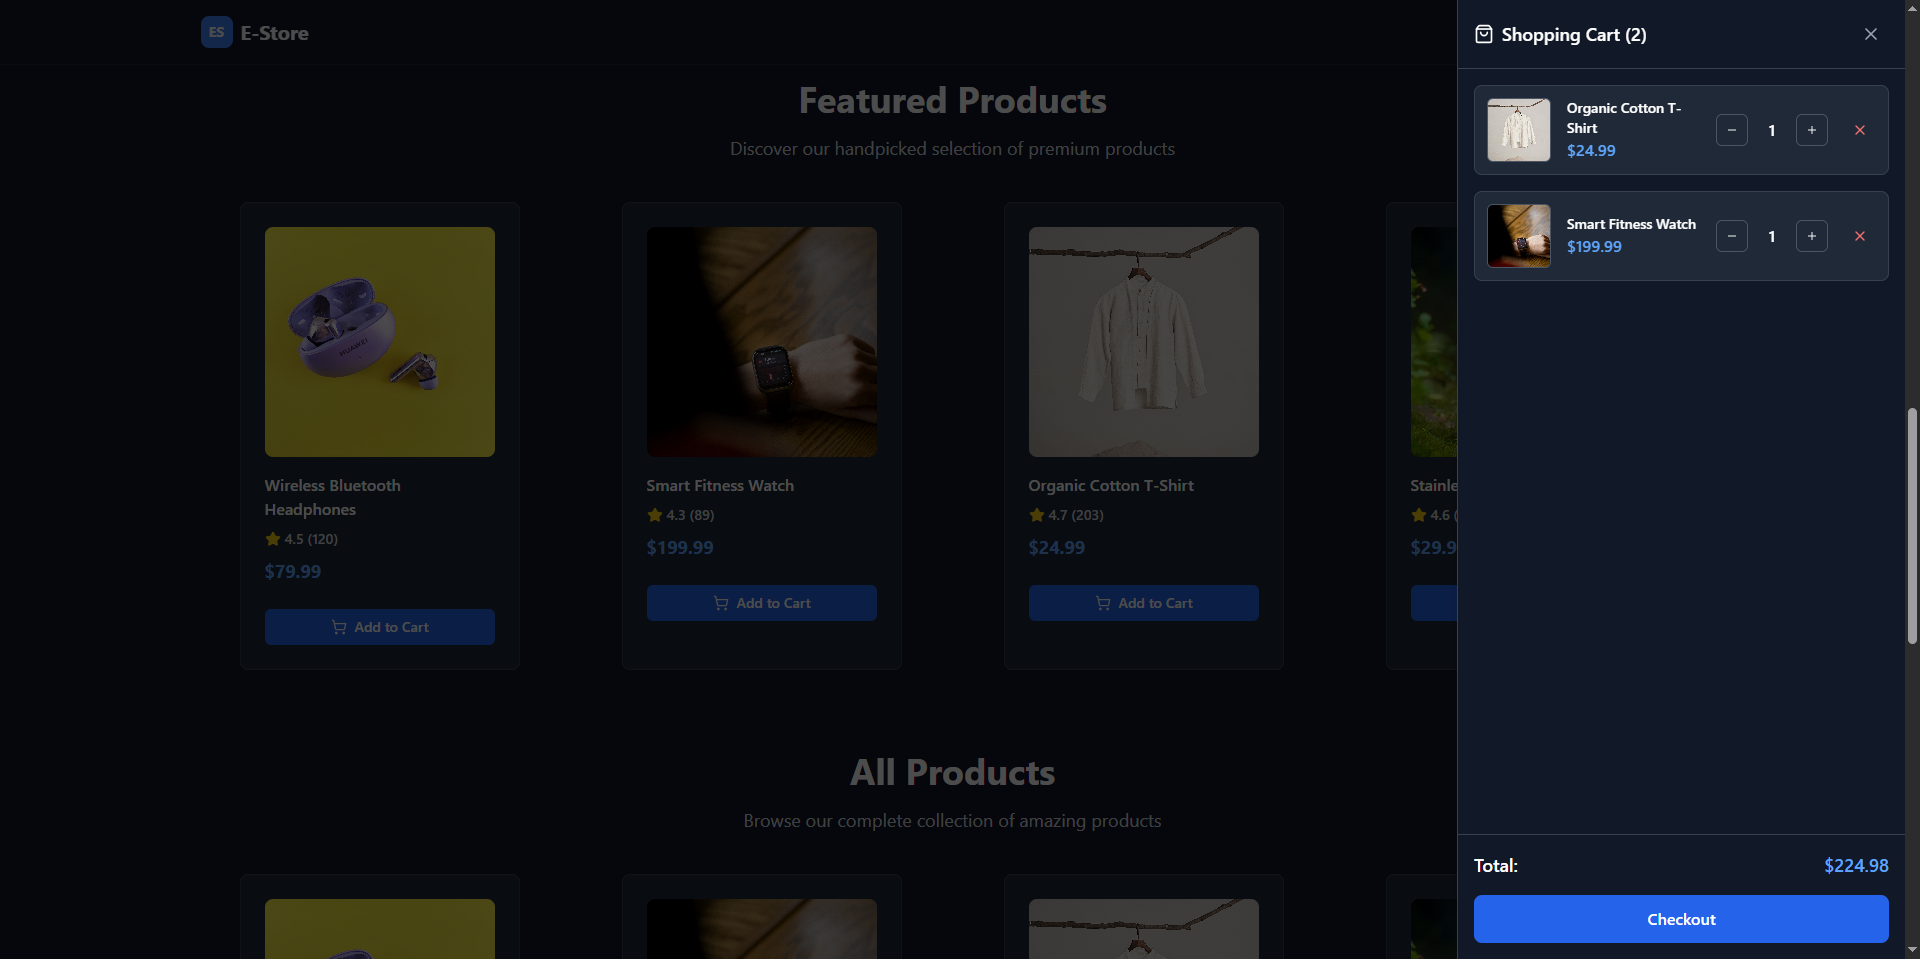 ES E-Store
Featured Products
Discover our handpicked selection of premium products
HUAWEI
Wireless Bluetooth
Headphones
4.5 (120)
$79.99
Add to Cart
Smart Fitness Watch
4.3 (89)
$199.99
Add to Cart
Organic Cotton T-Shirt
4.7 (203)
$24.99
Add to Cart
Stainle
4.6 (
$29.9
All Products
Browse our complete collection of amazing products
Shopping Cart (2)
Organic Cotton T-
Shirt
$24.99
− 1 +
Smart Fitness Watch
$199.99
− 1 +
Total: $224.98
Checkout